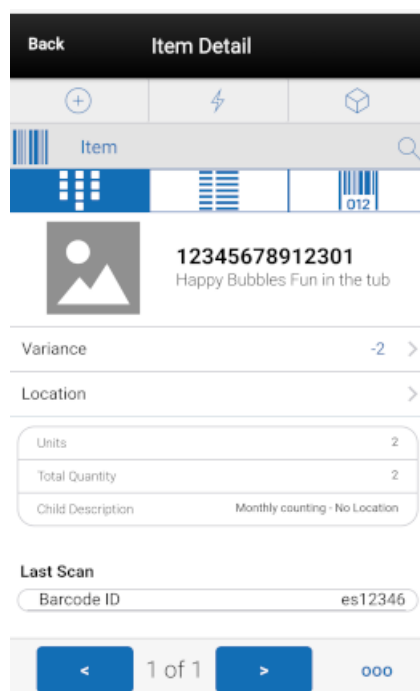 Back Item Detail
Item
012
12345678912301
Happy Bubbles Fun in the tub
Variance -2 >
Location >
Units 2
Total Quantity 2
Child Description Monthly counting - No Location
Last Scan
Barcode ID es12346
< 1 of 1 > ooo